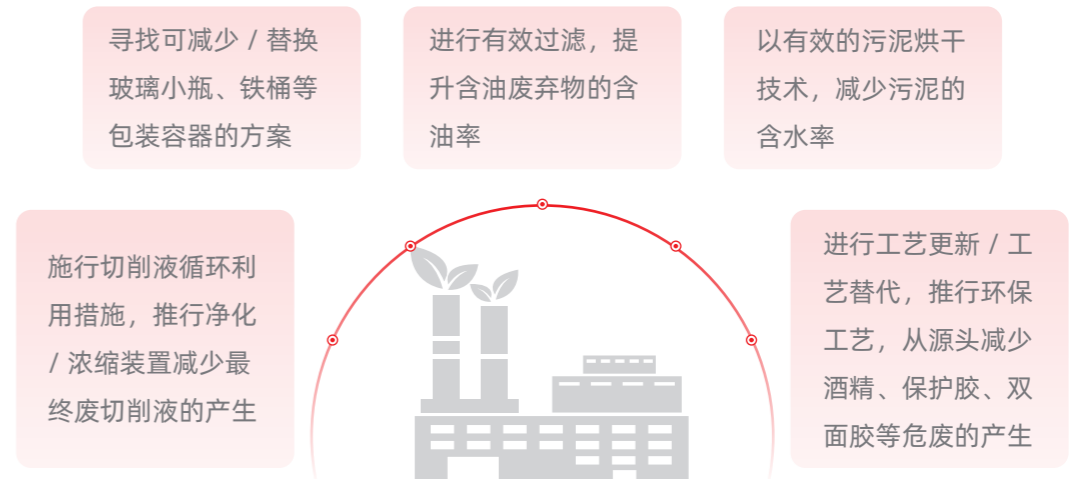 寻找可减少 / 替换
玻璃小瓶、铁桶等
包装容器的方案
进行有效过滤，提
升含油废弃物的含
油率
以有效的污泥烘干
技术，减少污泥的
含水率
施行切削液循环利
用措施，推行净化
/ 浓缩装置减少最
终废切削液的产生
进行工艺更新 / 工
艺替代，推行环保
工艺，从源头减少
酒精、保护胶、双
面胶等危废的产生